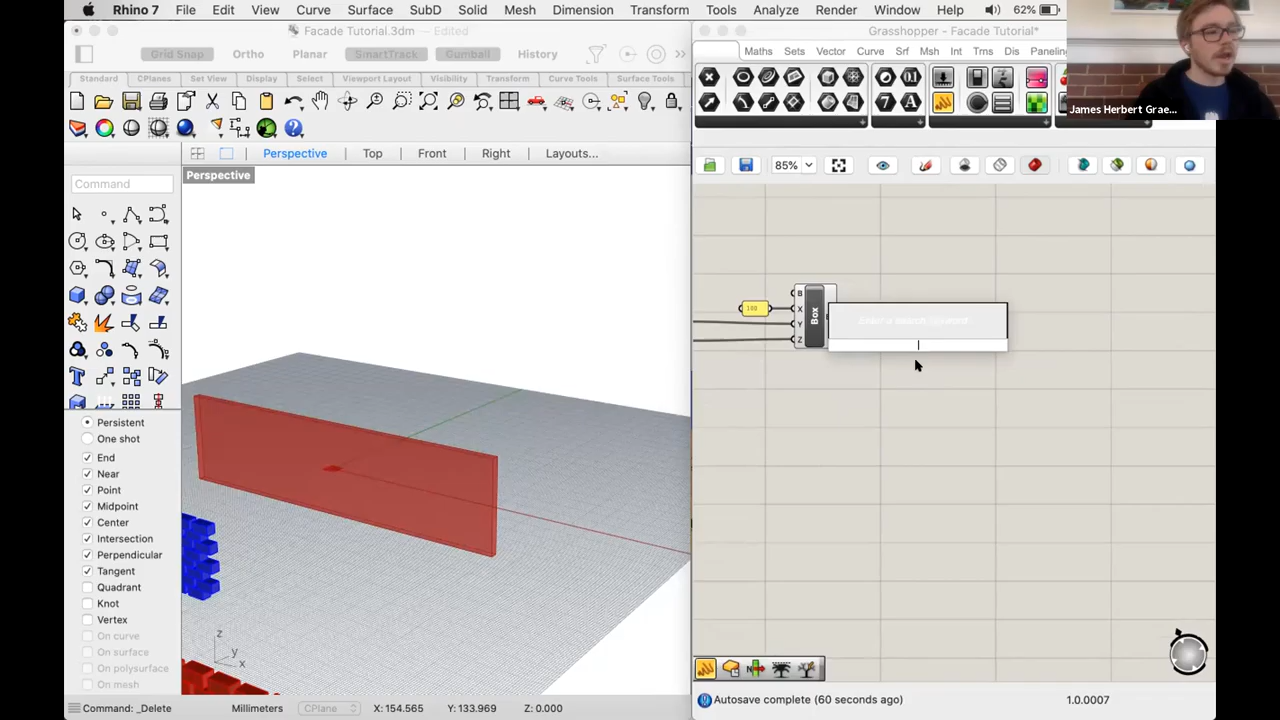 Rhino 7 File Edit View Curve Surface SubD Solid Mesh Dimension Transform Tools Analyze Render Window Help 62%
Facade Tutorial.3dm — Edited
Grid Snap Ortho Planar SmartTrack Gumball History
Standard CPlanes Set View Display Select Viewport Layout Visibility Transform Curve Tools Surface Tools
Perspective Top Front Right Layouts...
Perspective
Command
Persistent
One shot
End
Near
Point
Midpoint
Center
Intersection
Perpendicular
Tangent
Quadrant
Knot
Vertex
On curve
On surface
On polysurface
On mesh
z
y
x
Command: _Delete Millimeters CPlane X: 154.565 Y: 133.969 Z: 0.000
Grasshopper - Facade Tutorial*
Maths Sets Vector Curve Srf Msh Int Trns Dis Paneling
James Herbert Grae...
85%
100
B
X
Y
Z
Box
Enter a search keyword
Autosave complete (60 seconds ago) 1.0.0007